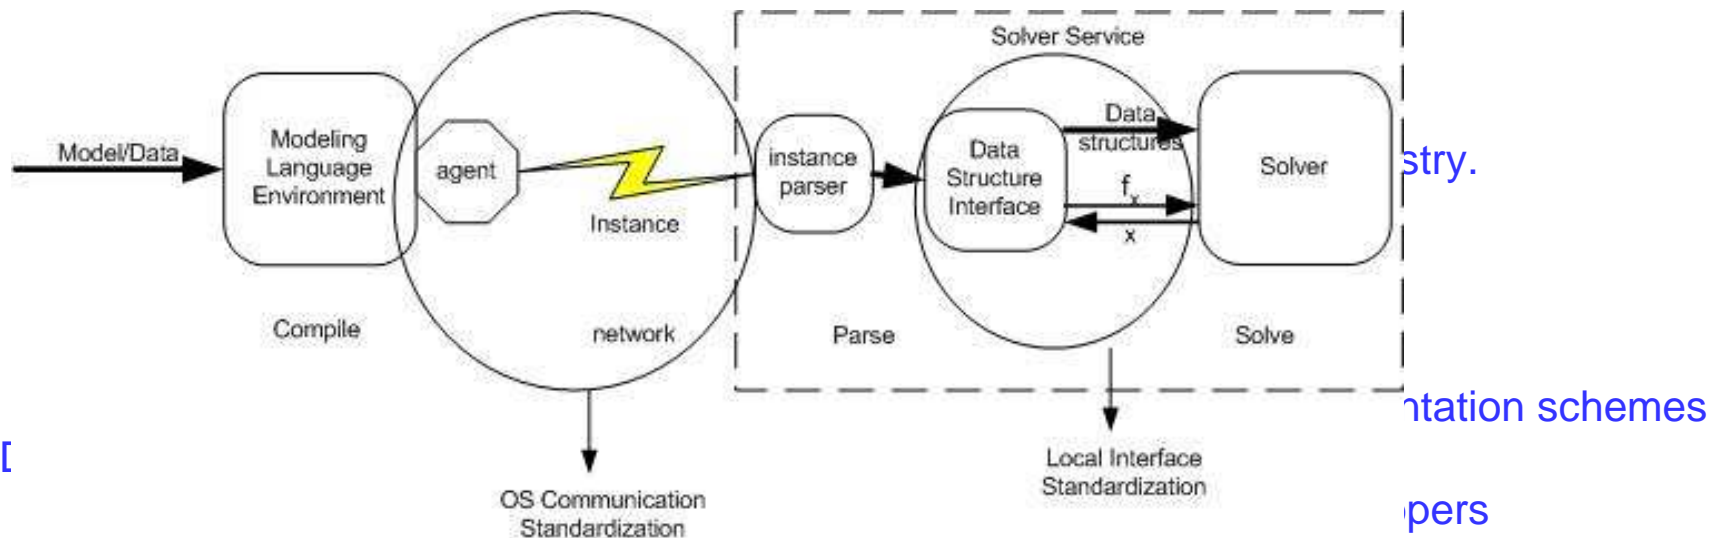 Solver Service
Model/Data
Modeling
Language
Environment
agent
Instance
instance
parser
Data
Structure
Interface
Data
structures
f
x
x
Solver
stry.
Compile
network
Parse
Solve
ntation schemes
OS Communication
Standardization
Local Interface
Standardization
pers